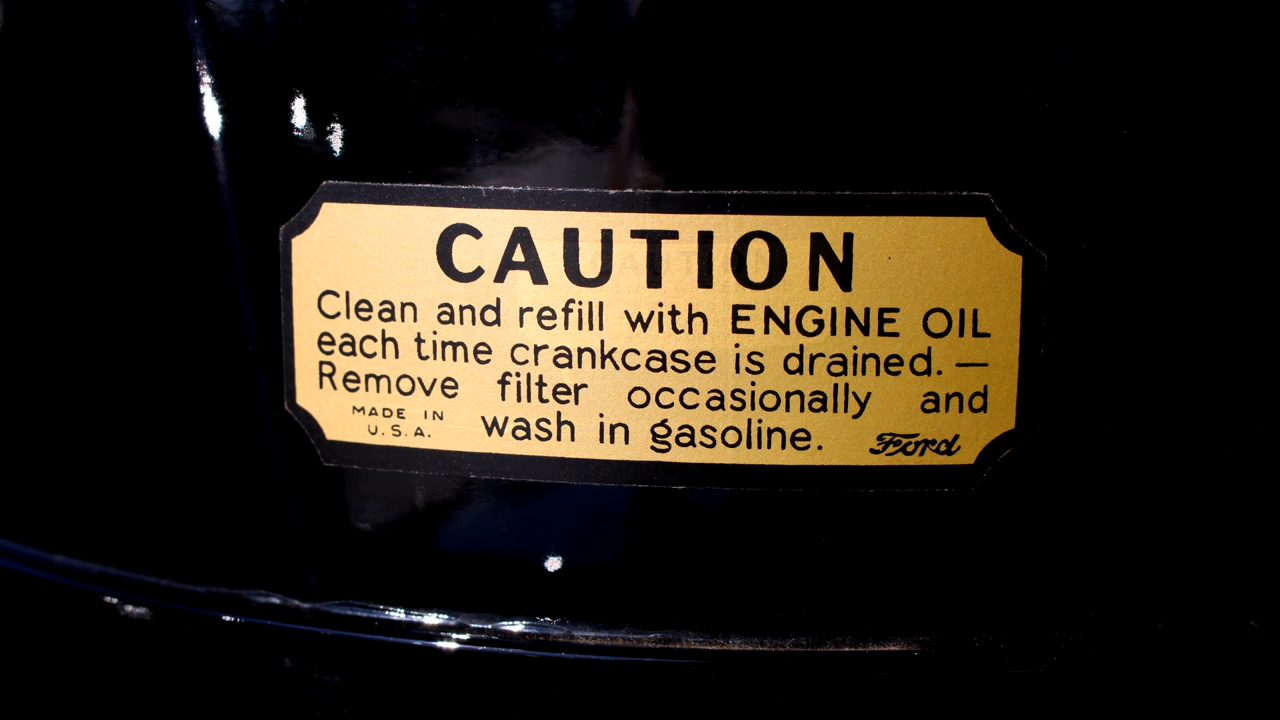 CAUTION
Clean and refill with ENGINE OIL
each time crankcase is drained. —
Remove filter occasionally and
wash in gasoline.
MADE IN
U.S.A.
Ford